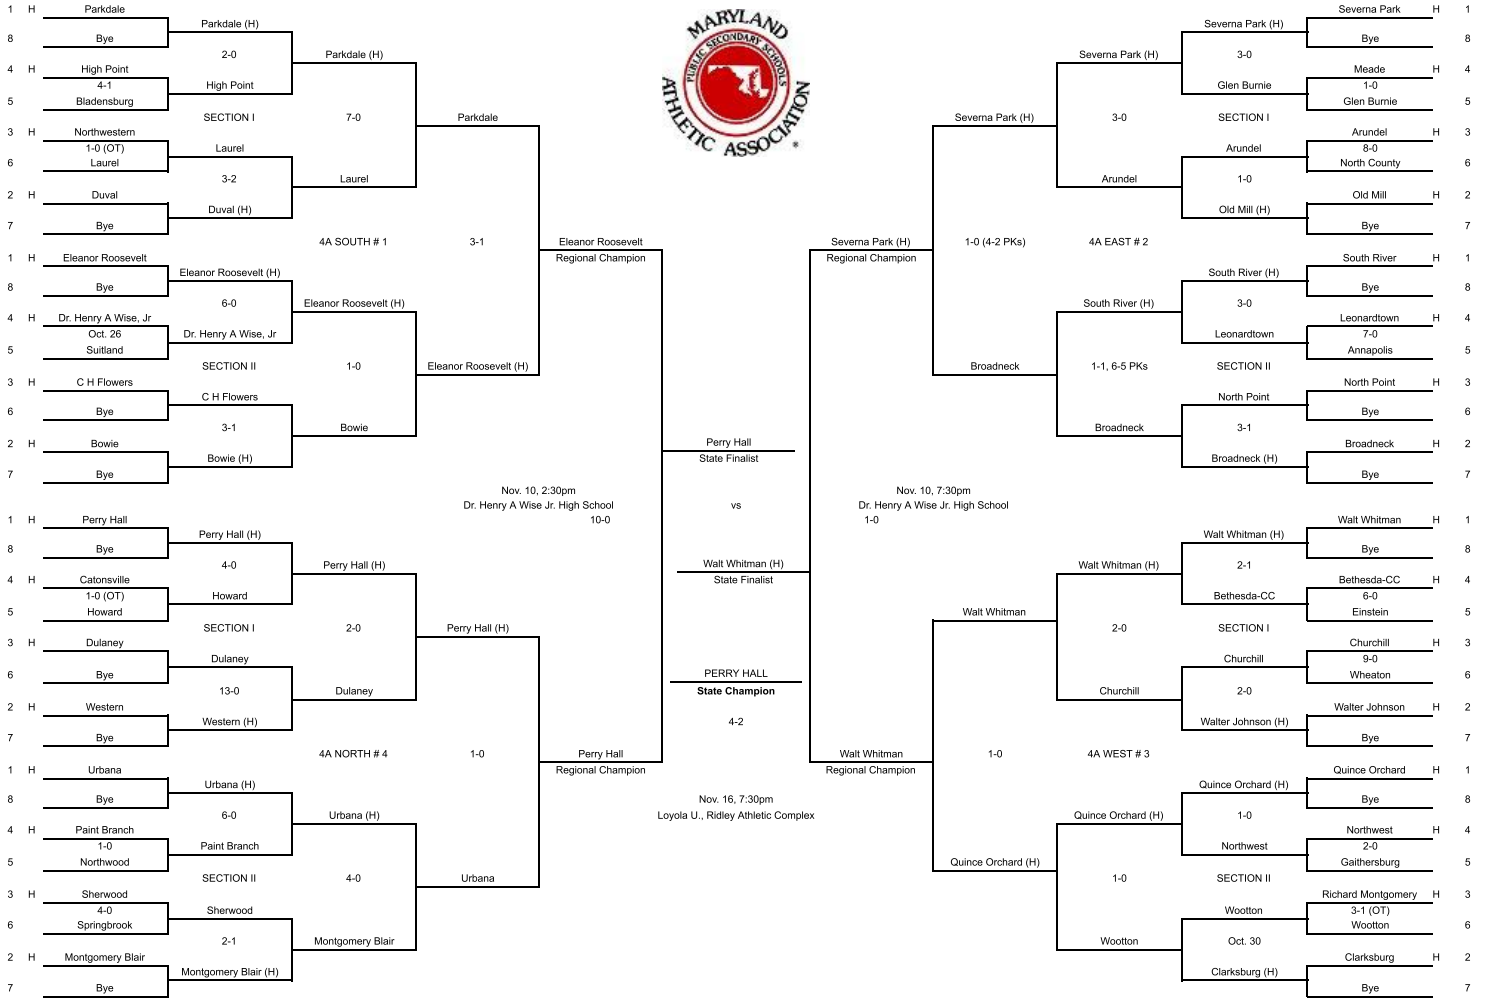 MARYLAND
PUBLIC SECONDARY SCHOOLS
ATHLETIC ASSOCIATION
®
1 H Parkdale
8 Bye
Parkdale (H)
2-0
4 H High Point
4-1
5 Bladensburg
High Point
Parkdale (H)
SECTION I
7-0
3 H Northwestern
1-0 (OT)
6 Laurel
Laurel
3-2
2 H Duval
7 Bye
Duval (H)
Laurel
Parkdale
4A SOUTH # 1
3-1
1 H Eleanor Roosevelt
8 Bye
Eleanor Roosevelt (H)
6-0
4 H Dr. Henry A Wise, Jr
Oct. 26
5 Suitland
Dr. Henry A Wise, Jr
Eleanor Roosevelt (H)
SECTION II
1-0
3 H C H Flowers
6 Bye
C H Flowers
3-1
2 H Bowie
7 Bye
Bowie (H)
Bowie
Eleanor Roosevelt (H)
Eleanor Roosevelt
Regional Champion
Nov. 10, 2:30pm
Dr. Henry A Wise Jr. High School
10-0
1 H Perry Hall
8 Bye
Perry Hall (H)
4-0
4 H Catonsville
1-0 (OT)
5 Howard
Howard
Perry Hall (H)
SECTION I
2-0
3 H Dulaney
6 Bye
Dulaney
13-0
2 H Western
7 Bye
Western (H)
Dulaney
Perry Hall (H)
4A NORTH # 4
1-0
1 H Urbana
8 Bye
Urbana (H)
6-0
4 H Paint Branch
1-0
5 Northwood
Paint Branch
Urbana (H)
SECTION II
4-0
3 H Sherwood
4-0
6 Springbrook
Sherwood
2-1
2 H Montgomery Blair
7 Bye
Montgomery Blair (H)
Montgomery Blair
Urbana
Perry Hall
Regional Champion
Perry Hall
State Finalist
vs
Walt Whitman (H)
State Finalist
PERRY HALL
State Champion
4-2
Nov. 16, 7:30pm
Loyola U., Ridley Athletic Complex
Severna Park H 1
Bye 8
Severna Park (H)
3-0
Meade H 4
1-0
Glen Burnie 5
Glen Burnie
Severna Park (H)
SECTION I
3-0
Arundel H 3
8-0
North County 6
Arundel
1-0
Old Mill H 2
Bye 7
Old Mill (H)
Arundel
Severna Park (H)
4A EAST # 2
1-0 (4-2 PKs)
South River H 1
Bye 8
South River (H)
3-0
Leonardtown H 4
7-0
Annapolis 5
Leonardtown
South River (H)
SECTION II
1-1, 6-5 PKs
North Point H 3
Bye 6
North Point
3-1
Broadneck H 2
Bye 7
Broadneck (H)
Broadneck
Broadneck
Severna Park (H)
Regional Champion
Nov. 10, 7:30pm
Dr. Henry A Wise Jr. High School
1-0
Walt Whitman H 1
Bye 8
Walt Whitman (H)
2-1
Bethesda-CC H 4
6-0
Einstein 5
Bethesda-CC
Walt Whitman (H)
SECTION I
2-0
Churchill H 3
9-0
Wheaton 6
Churchill
2-0
Walter Johnson H 2
Bye 7
Walter Johnson (H)
Churchill
Walt Whitman
4A WEST # 3
1-0
Quince Orchard H 1
Bye 8
Quince Orchard (H)
1-0
Northwest H 4
2-0
Gaithersburg 5
Northwest
Quince Orchard (H)
SECTION II
1-0
Richard Montgomery H 3
3-1 (OT)
Wootton 6
Wootton
Oct. 30
Clarksburg H 2
Bye 7
Clarksburg (H)
Wootton
Quince Orchard (H)
Walt Whitman
Regional Champion